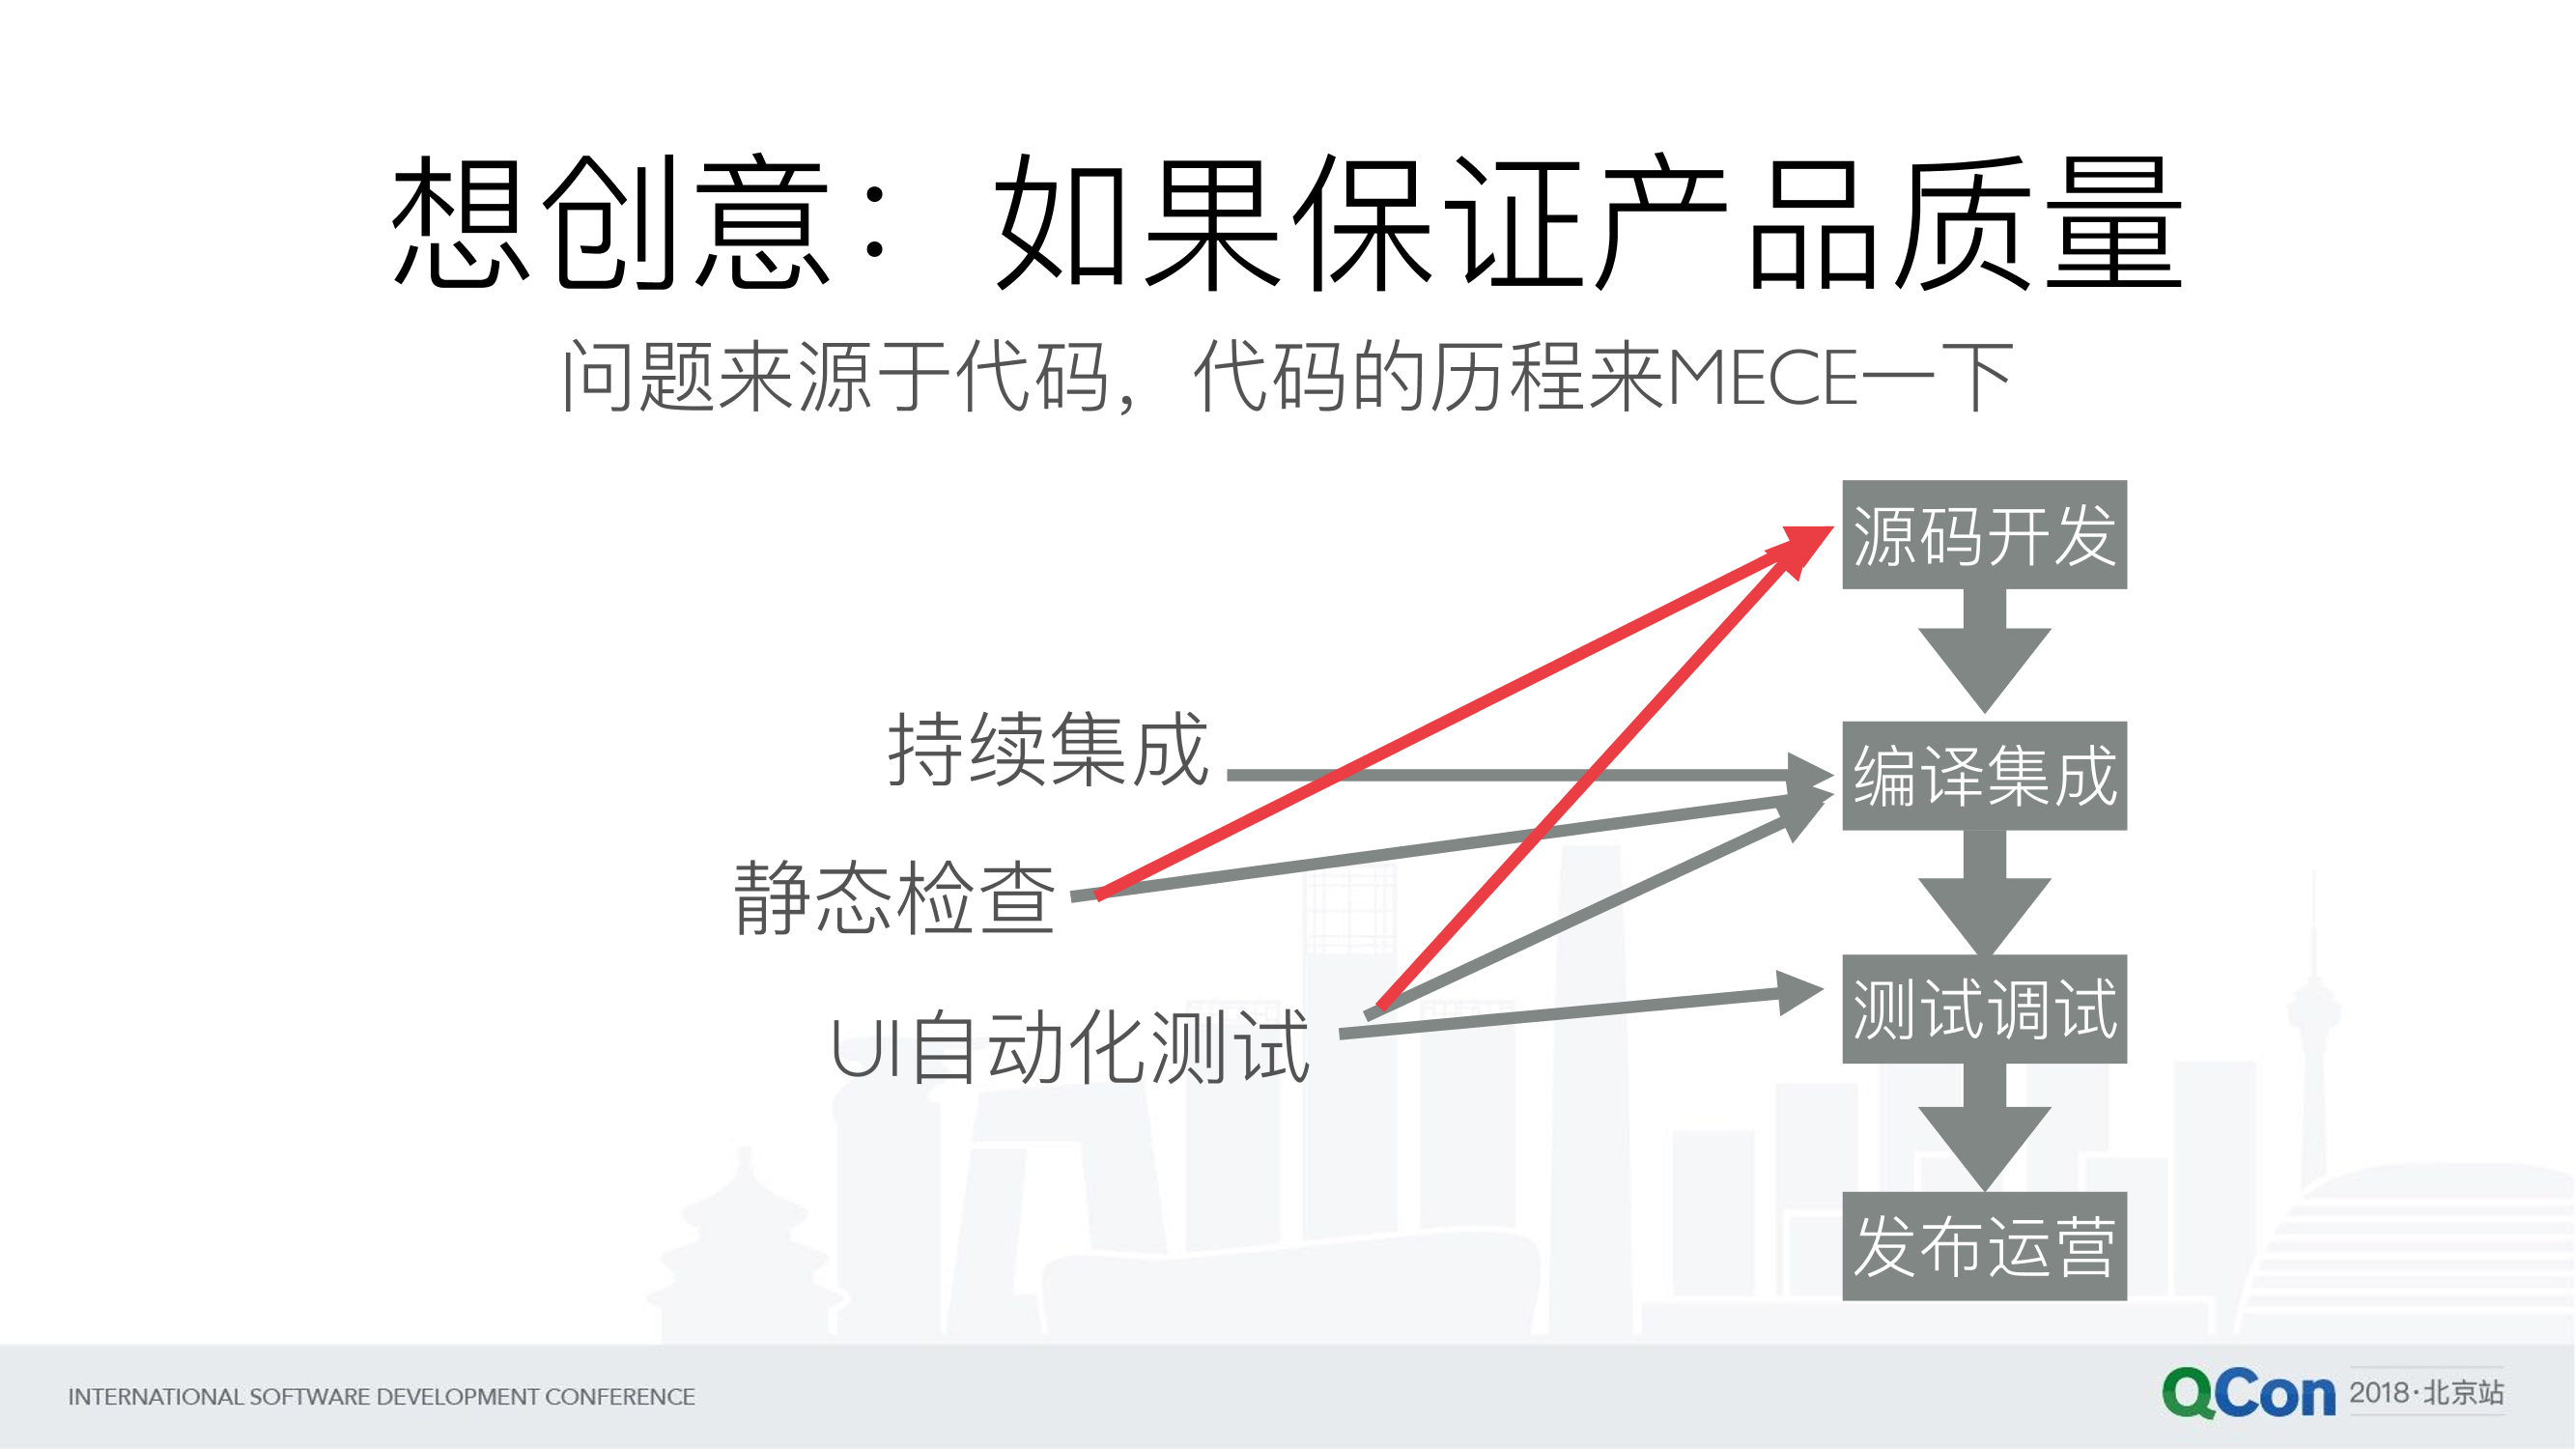 想创意：如果保证产品质量
问题来源于代码，代码的历程来MECE一下
源码开发
持续集成
编译集成
静态检查
测试调试
UI自动化测试
发布运营
INTERNATIONAL SOFTWARE DEVELOPMENT CONFERENCE
QCon 2018·北京站